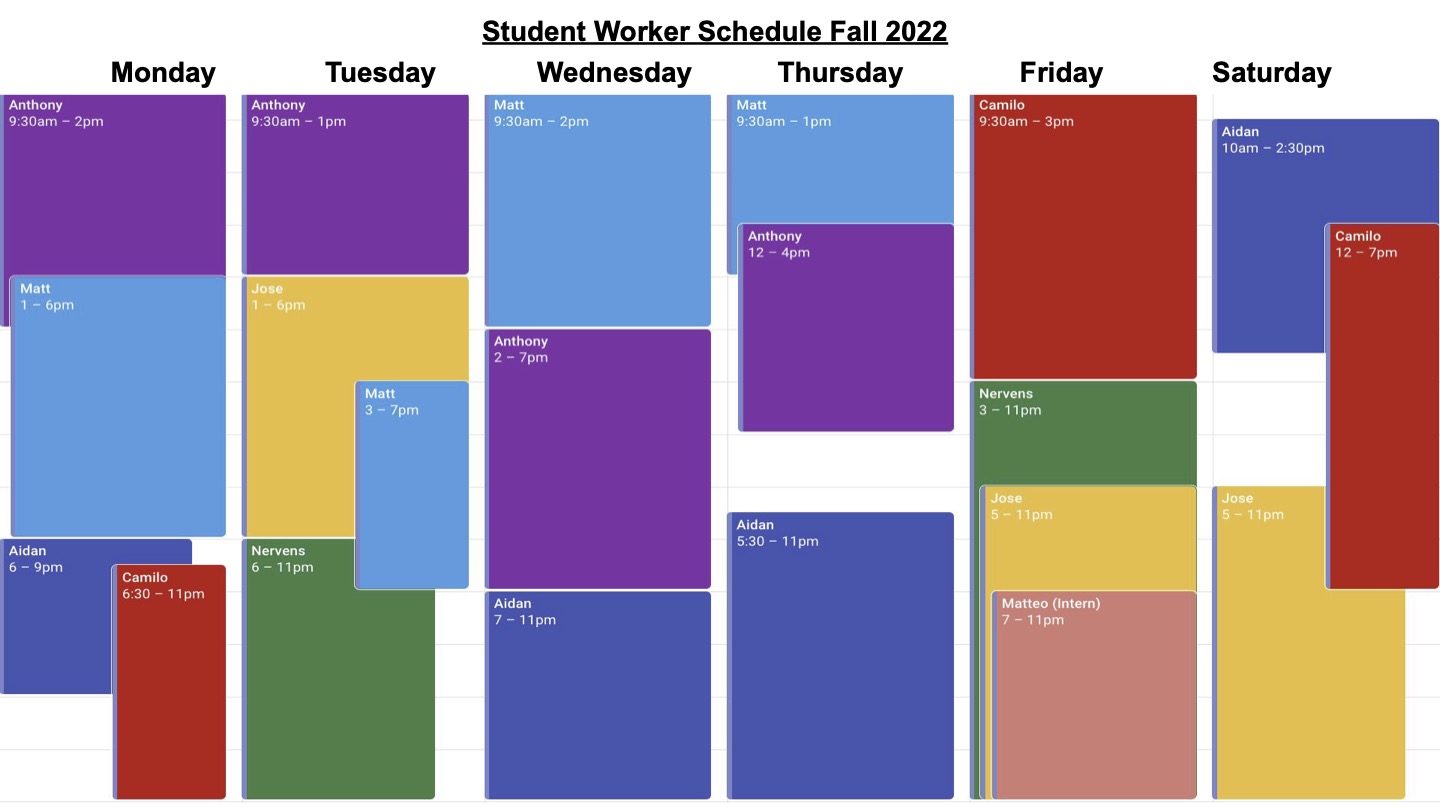 Student Worker Schedule Fall 2022
Monday
Tuesday
Wednesday
Thursday
Friday
Saturday
Anthony
9:30am – 2pm
Matt
1 – 6pm
Aidan
6 – 9pm
Camilo
6:30 – 11pm
Anthony
9:30am – 1pm
Jose
1 – 6pm
Matt
3 – 7pm
Nervens
6 – 11pm
Matt
9:30am – 2pm
Anthony
2 – 7pm
Aidan
7 – 11pm
Matt
9:30am – 1pm
Anthony
12 – 4pm
Aidan
5:30 – 11pm
Camilo
9:30am – 3pm
Nervens
3 – 11pm
Jose
5 – 11pm
Matteo (Intern)
7 – 11pm
Aidan
10am – 2:30pm
Camilo
12 – 7pm
Jose
5 – 11pm